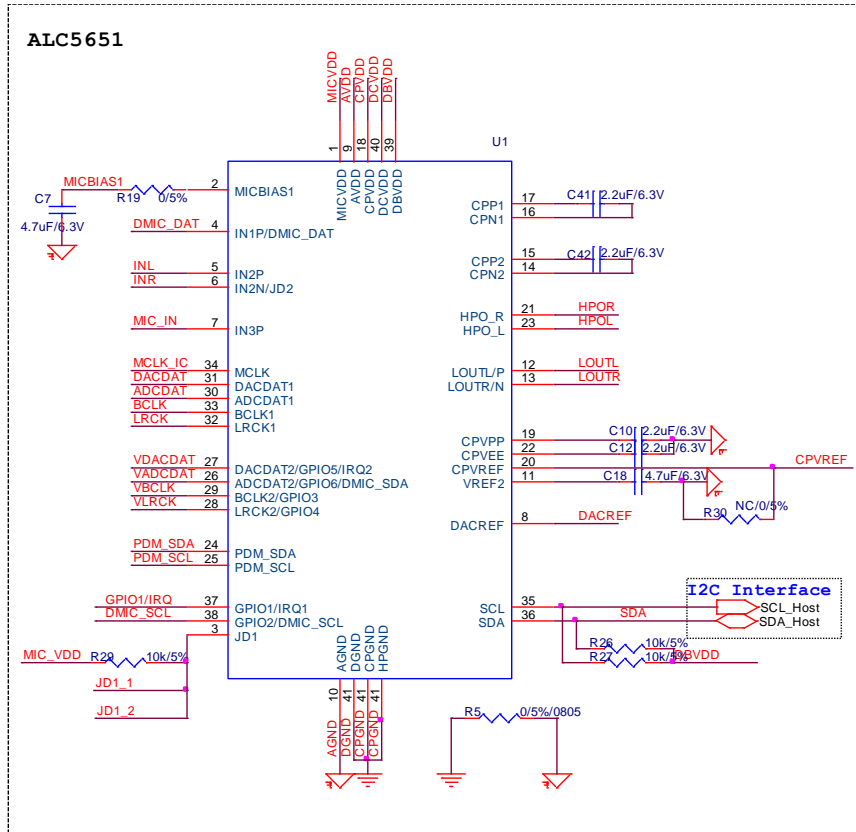 ALC5651
MICVDD
AVDD
CPVDD
DCVDD
DBVDD
1
9
18
40
39
U1
MICVDD
AVDD
CPVDD
DCVDD
DBVDD
MICBIAS1
R19 0/5%
2
MICBIAS1
C7
4.7uF/6.3V
DMIC_DAT 4 IN1P/DMIC_DAT
INL 5 IN2P
INR 6 IN2N/JD2
MIC_IN 7 IN3P
MCLK_IC 34 MCLK
DACDAT 31 DACDAT1
ADCDAT 30 ADCDAT1
BCLK 33 BCLK1
LRCK 32 LRCK1
VDACDAT 27 DACDAT2/GPIO5/IRQ2
VADCDAT 26 ADCDAT2/GPIO6/DMIC_SDA
VBCLK 29 BCLK2/GPIO3
VLRCK 28 LRCK2/GPIO4
PDM_SDA 24 PDM_SDA
PDM_SCL 25 PDM_SCL
GPIO1/IRQ 37 GPIO1/IRQ1
DMIC_SCL 38 GPIO2/DMIC_SCL
3 JD1
MIC_VDD R29 10k/5%
JD1_1
JD1_2
CPP1 17 C41 2.2uF/6.3V
CPN1 16
CPP2 15 C42 2.2uF/6.3V
CPN2 14
HPO_R 21 HPOR
HPO_L 23 HPOL
LOUTL/P 12 LOUTL
LOUTR/N 13 LOUTR
CPVPP 19 C10 2.2uF/6.3V
CPVEE 22 C12 2.2uF/6.3V
CPVREF 20 CPVREF
VREF2 11 C18 4.7uF/6.3V
R30 NC/0/5%
DACREF 8 DACREF
I2C Interface
SCL 35 SCL_Host
SDA 36 SDA SDA_Host
R26 10k/5%
R27 10k/5% DBVDD
AGND
DGND
CPGND
HPGND
10
41
41
41
AGND
DGND
CPGND
CPGND
R5 0/5%/0805